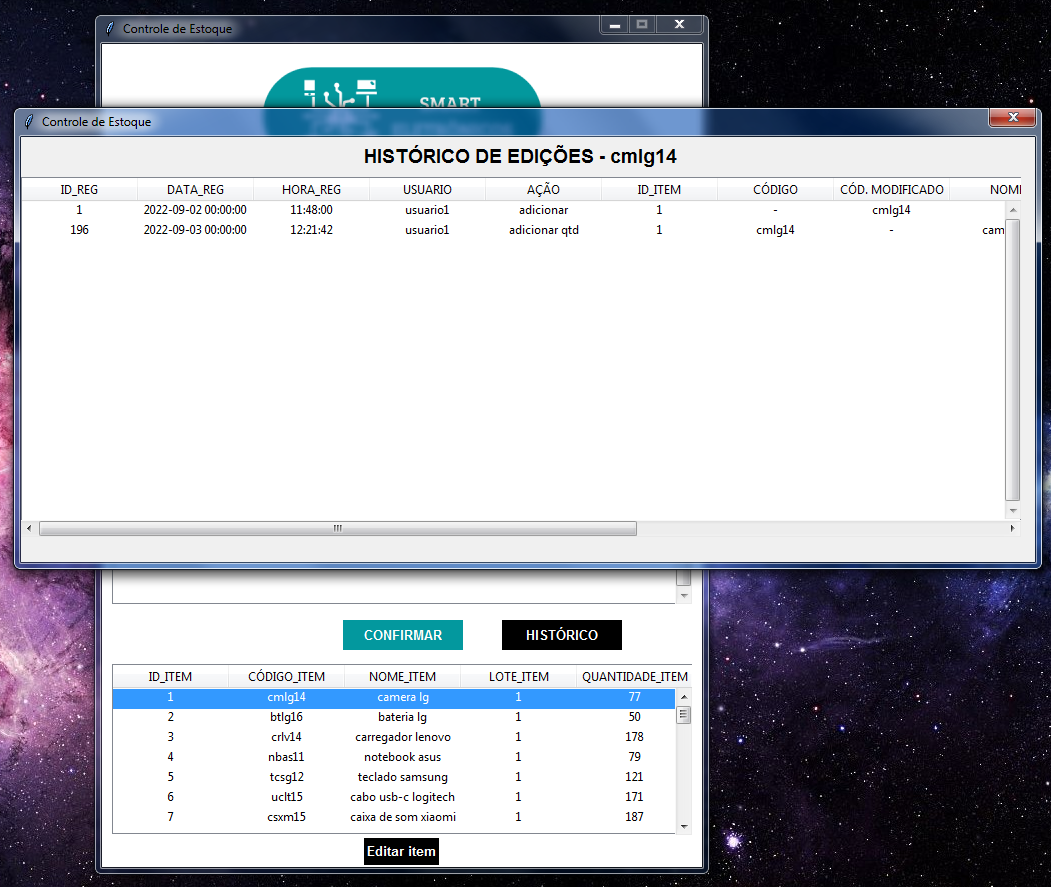 Controle de Estoque
SMART
Controle de Estoque
HISTÓRICO DE EDIÇÕES - cmlg14
ID_REG DATA_REG HORA_REG USUARIO AÇÃO ID_ITEM CÓDIGO CÓD. MODIFICADO NOM
1 2022-09-02 00:00:00 11:48:00 usuario1 adicionar 1 - cmlg14
196 2022-09-03 00:00:00 12:21:42 usuario1 adicionar qtd 1 cmlg14 - cam
CONFIRMAR HISTÓRICO
ID_ITEM CÓDIGO_ITEM NOME_ITEM LOTE_ITEM QUANTIDADE_ITEM
1 cmlg14 camera lg 1 77
2 btlg16 bateria lg 1 50
3 crlv14 carregador lenovo 1 178
4 nbas11 notebook asus 1 79
5 tcsg12 teclado samsung 1 121
6 uclt15 cabo usb-c logitech 1 171
7 csxm15 caixa de som xiaomi 1 187
Editar item